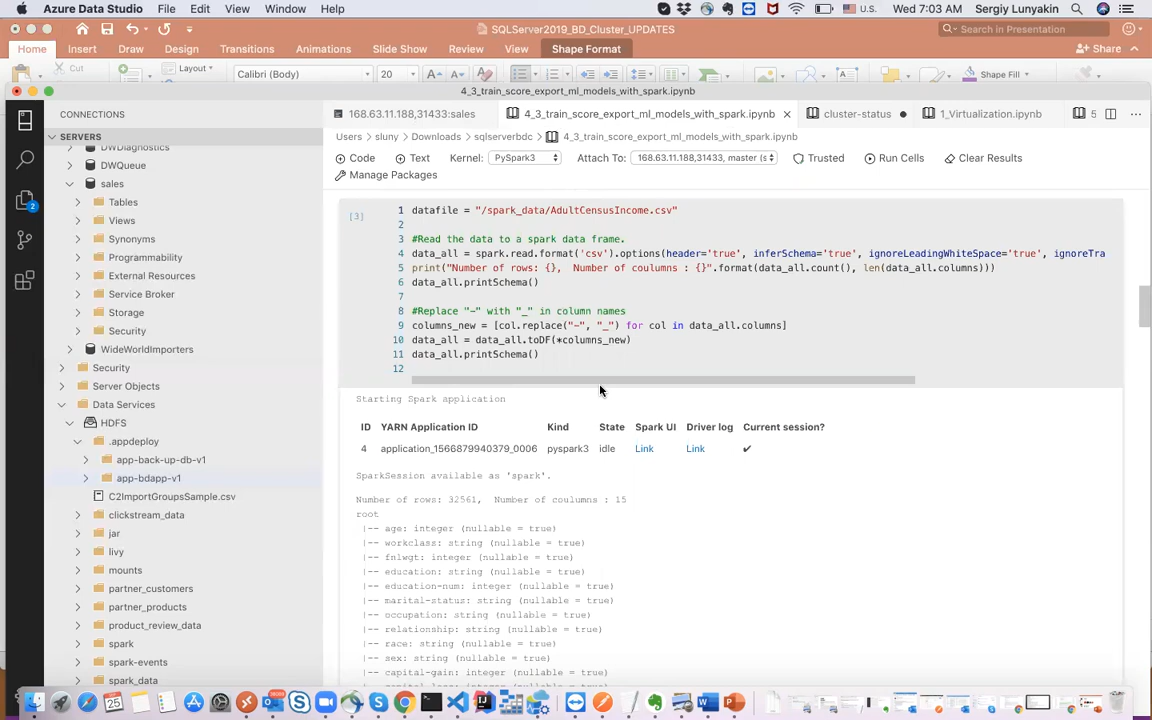 Azure Data Studio File Edit View Window Help U.S. Wed 7:03 AM Sergiy Lunyakin
SQLServer2019_BD_Cluster_UPDATES Search in Presentation
Home Insert Draw Design Transitions Animations Slide Show Review View Shape Format Share
Cut Layout Calibri (Body) 20 Shape Fill
4_3_train_score_export_ml_models_with_spark.ipynb
CONNECTIONS
168.63.11.188,31433:sales 4_3_train_score_export_ml_models_with_spark.ipynb cluster-status 1_Virtualization.ipynb 5
SERVERS
Users sluny Downloads sqlserverbdc 4_3_train_score_export_ml_models_with_spark.ipynb
DWDiagnostics
DWQueue
sales
Tables
Views
Synonyms
Programmability
External Resources
Service Broker
Storage
Security
WideWorldImporters
Security
Server Objects
Data Services
HDFS
.appdeploy
app-back-up-db-v1
app-bdapp-v1
C2ImportGroupsSample.csv
clickstream_data
jar
livy
mounts
partner_customers
partner_products
product_review_data
spark
spark-events
spark_data
2
Code Text Kernel: PySpark3 Attach To: 168.63.11.188,31433, master (s Trusted Run Cells Clear Results
Manage Packages
[3]
1 datafile = "/spark_data/AdultCensusIncome.csv"
2
3 #Read the data to a spark data frame.
4 data_all = spark.read.format('csv').options(header='true', inferSchema='true', ignoreLeadingWhiteSpace='true', ignoreTra
5 print("Number of rows: {}, Number of coulumns : {}".format(data_all.count(), len(data_all.columns)))
6 data_all.printSchema()
7
8 #Replace "-" with "_" in column names
9 columns_new = [col.replace("-", "_") for col in data_all.columns]
10 data_all = data_all.toDF(*columns_new)
11 data_all.printSchema()
12
Starting Spark application
ID YARN Application ID Kind State Spark UI Driver log Current session?
4 application_1566879940379_0006 pyspark3 idle Link Link ✔
SparkSession available as 'spark'.
Number of rows: 32561, Number of coulumns : 15
root
|-- age: integer (nullable = true)
|-- workclass: string (nullable = true)
|-- fnlwgt: integer (nullable = true)
|-- education: string (nullable = true)
|-- education-num: integer (nullable = true)
|-- marital-status: string (nullable = true)
|-- occupation: string (nullable = true)
|-- relationship: string (nullable = true)
|-- race: string (nullable = true)
|-- sex: string (nullable = true)
|-- capital-gain: integer (nullable = true)
25